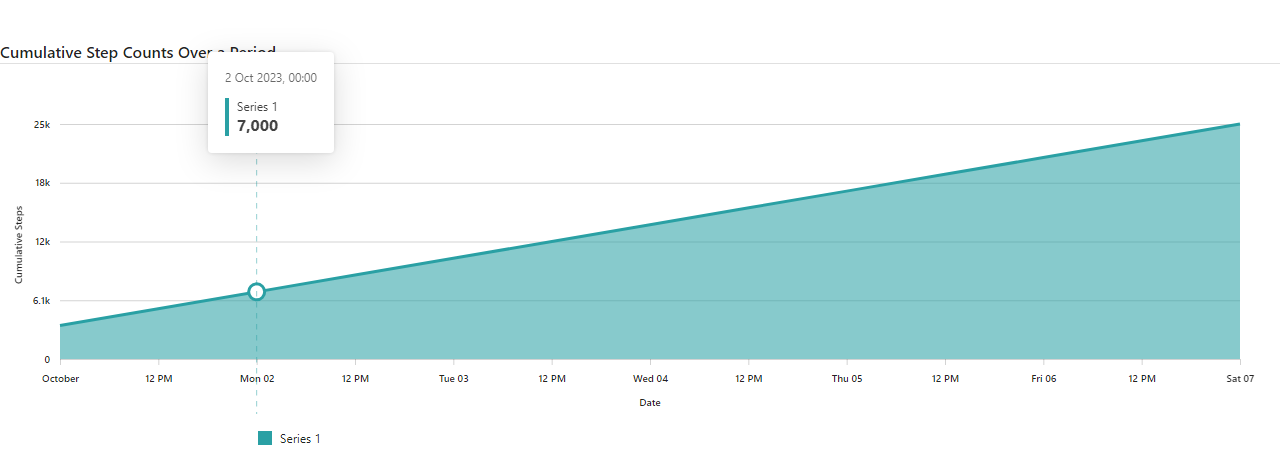 Cumulative Step Counts Over a Period
2 Oct 2023, 00:00
Series 1
7,000
25k
18k
12k
6.1k
0
Cumulative Steps
October 12 PM Mon 02 12 PM Tue 03 12 PM Wed 04 12 PM Thu 05 12 PM Fri 06 12 PM Sat 07
Date
Series 1